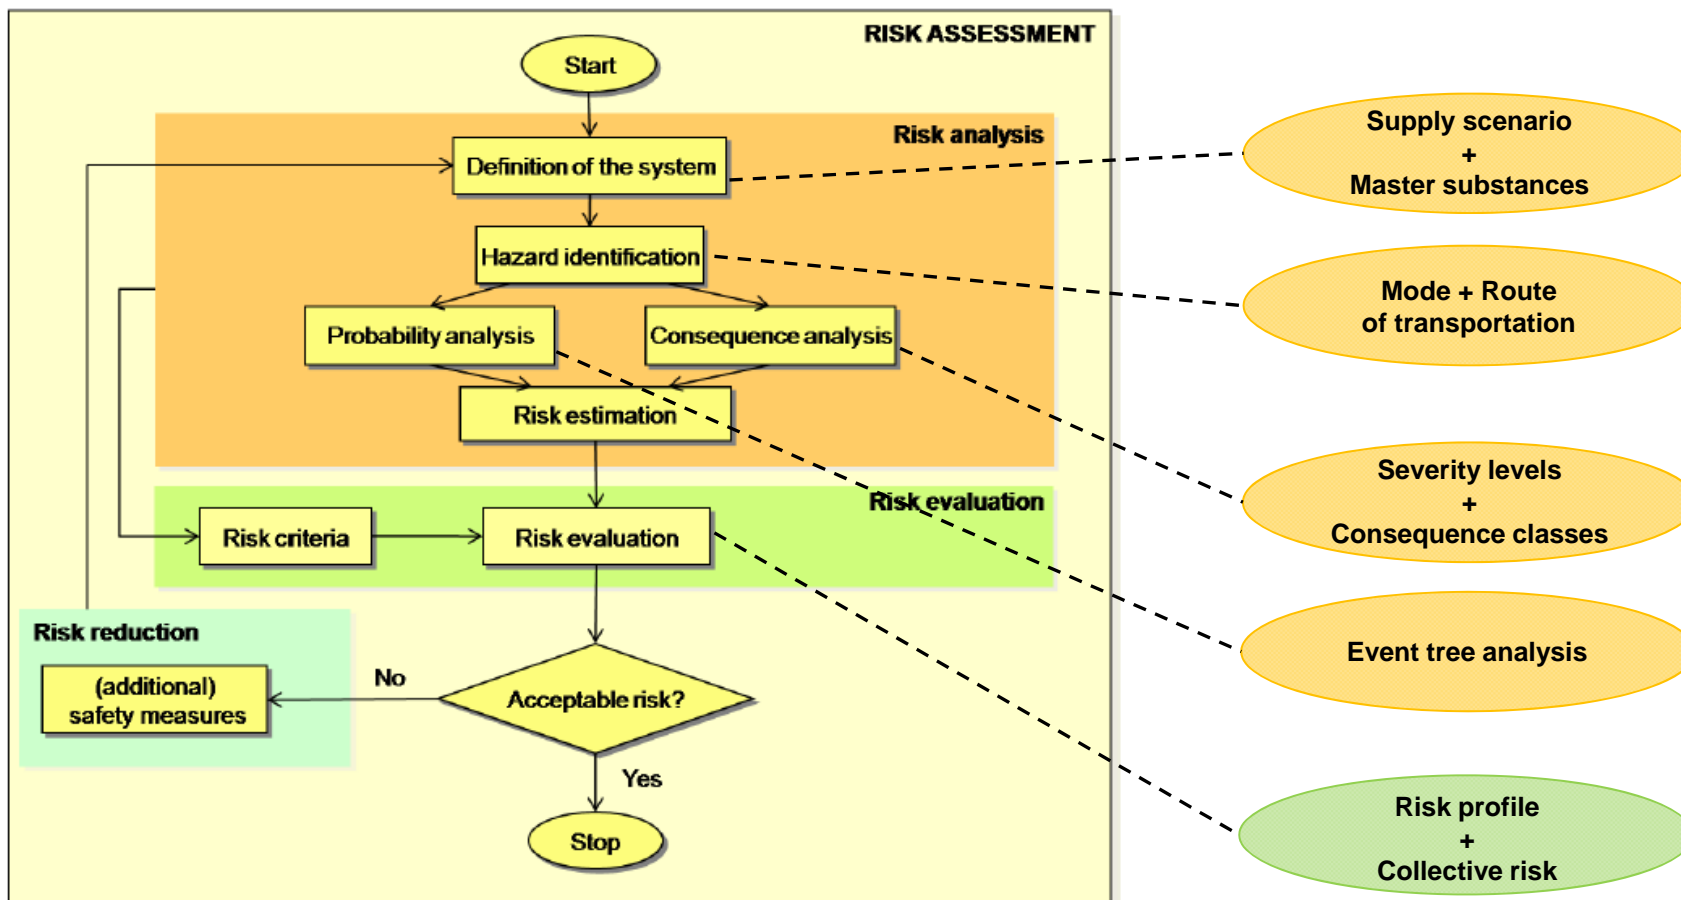 RISK ASSESSMENT
Start
Risk analysis
Definition of the system
Hazard identification
Probability analysis
Consequence analysis
Risk estimation
Risk evaluation
Risk criteria
Risk evaluation
Risk reduction
(additional)
safety measures
No
Acceptable risk?
Yes
Stop
Supply scenario
+
Master substances
Mode + Route
of transportation
Severity levels
+
Consequence classes
Event tree analysis
Risk profile
+
Collective risk